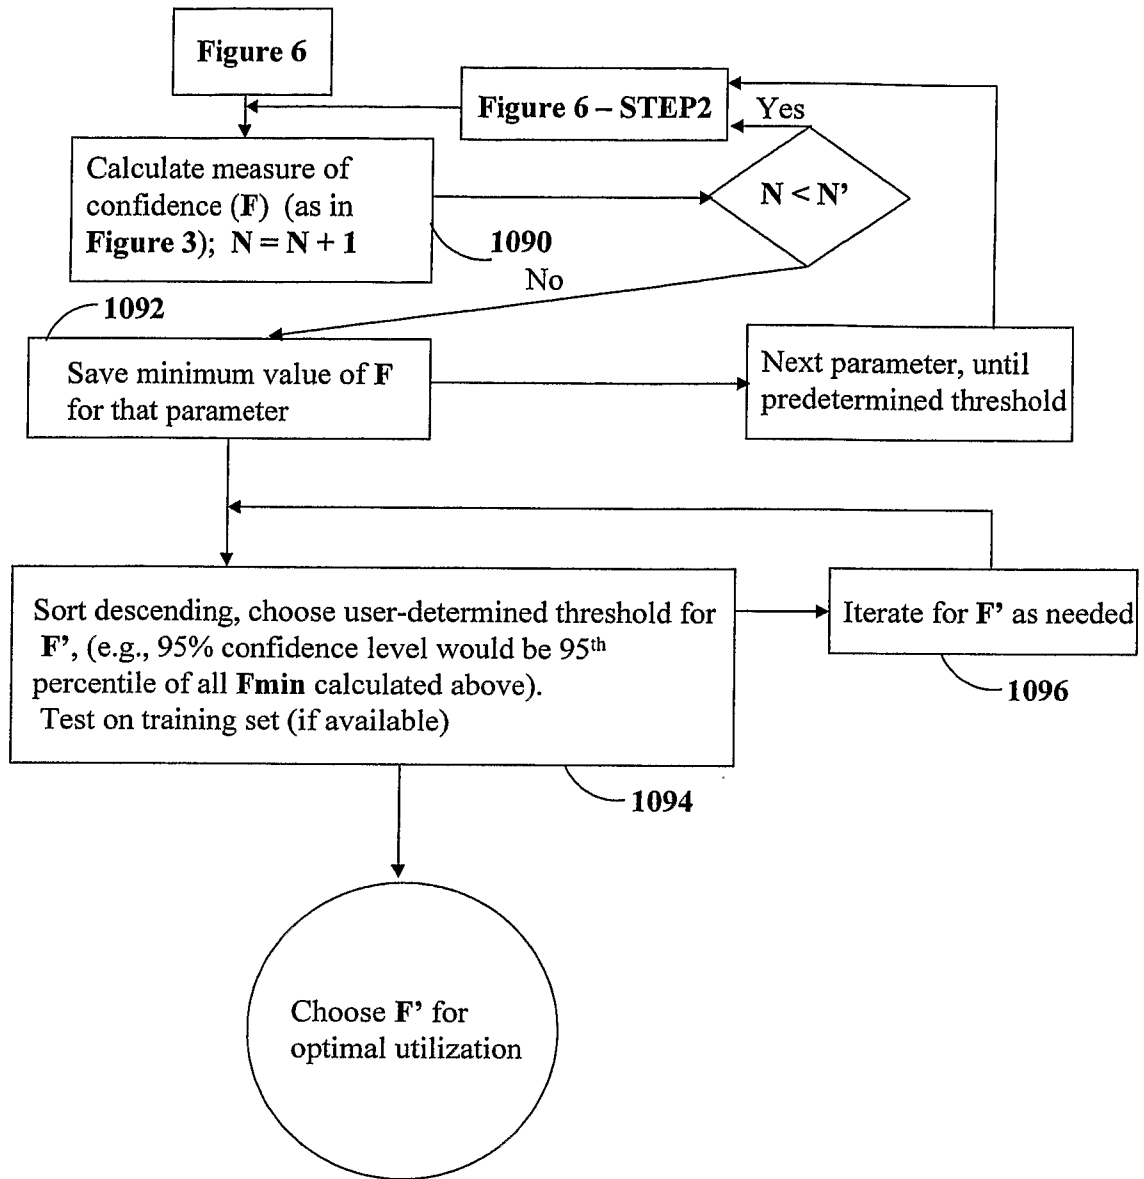 Figure 6
Figure 6 – STEP2
Yes
Calculate measure of
confidence (F) (as in
Figure 3); N = N + 1
N < N’
1090
No
1092
Save minimum value of F
for that parameter
Next parameter, until
predetermined threshold
Sort descending, choose user-determined threshold for
F’, (e.g., 95% confidence level would be 95th
percentile of all Fmin calculated above).
Test on training set (if available)
Iterate for F’ as needed
1096
1094
Choose F’ for
optimal utilization